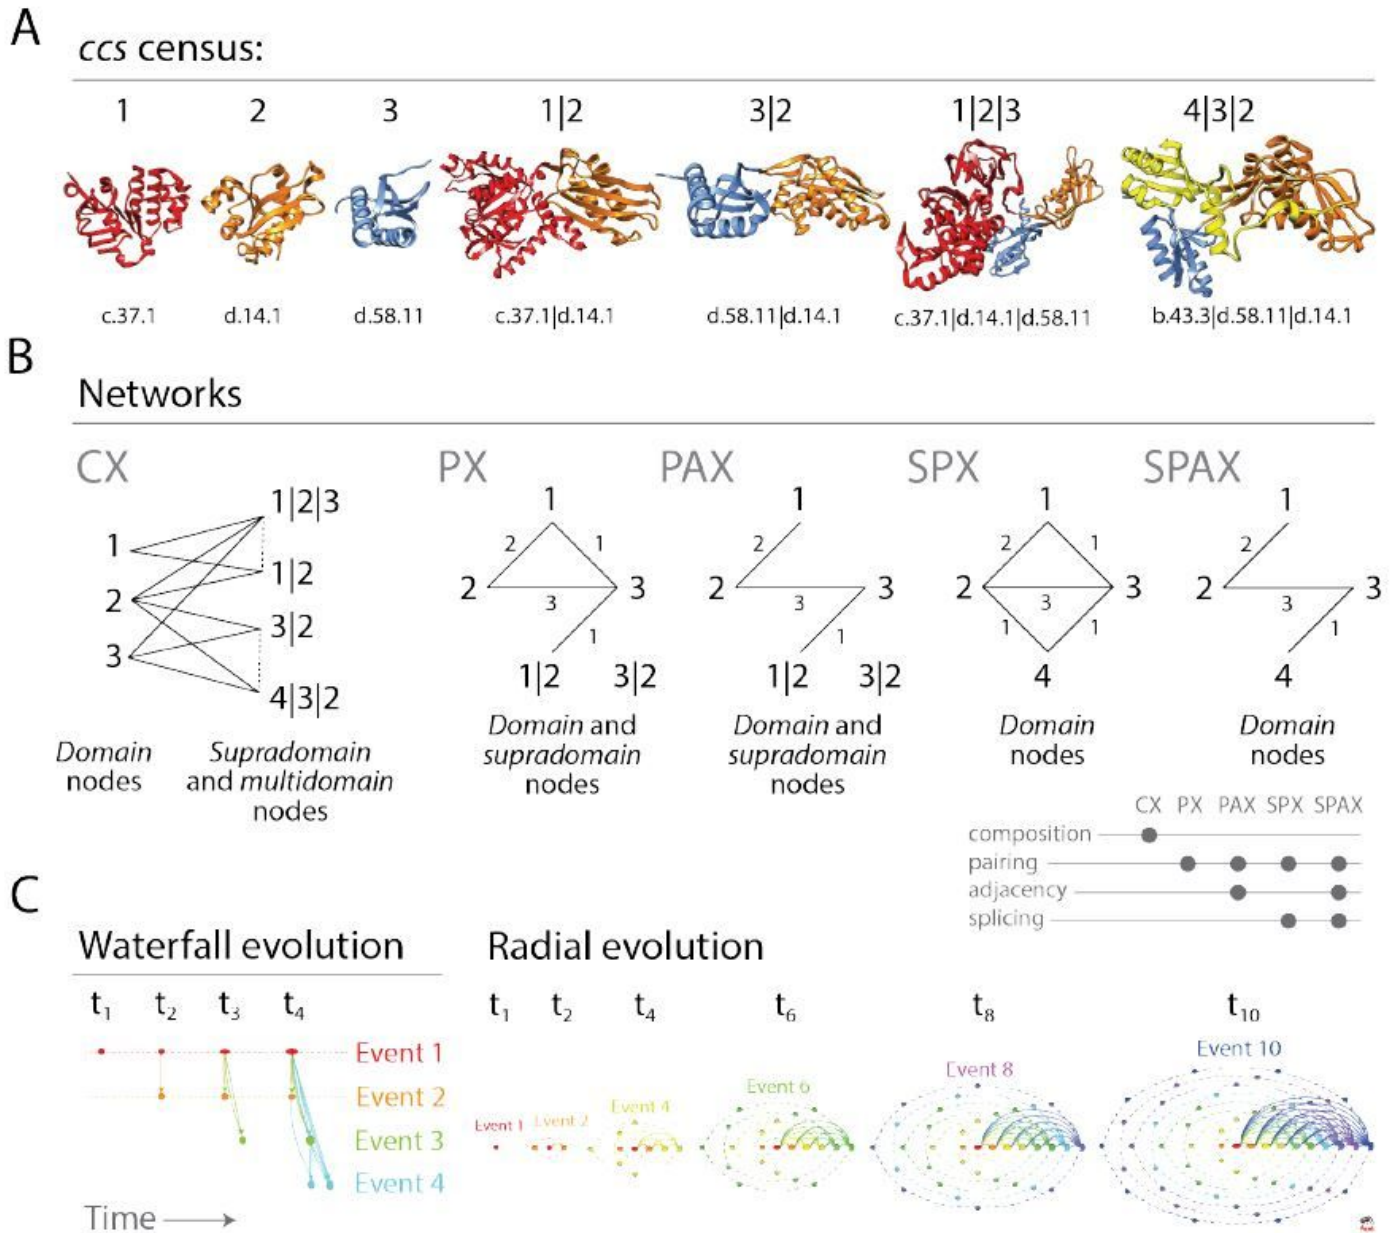 A
ccs census:
1 2 3 1|2 3|2 1|2|3 4|3|2
c.37.1 d.14.1 d.58.11 c.37.1|d.14.1 d.58.11|d.14.1 c.37.1|d.14.1|d.58.11 b.43.3|d.58.11|d.14.1
B
Networks
CX PX PAX SPX SPAX
1
2
3
1|2|3
1|2
3|2
4|3|2
Domain
nodes
Supradomain
and multidomain
nodes
1
2 1
2 3
3
1
1|2 3|2
Domain and
supradomain
nodes
1
2
2 3
3
1
1|2 3|2
Domain and
supradomain
nodes
1
2 1
2 3
3
1 1
4
Domain
nodes
1
2
2 3
3
1
4
Domain
nodes
CX PX PAX SPX SPAX
composition
pairing
adjacency
splicing
C
Waterfall evolution
t1 t2 t3 t4
Event 1
Event 2
Event 3
Event 4
Time
Radial evolution
t1 t2 t4 t6 t8 t10
Event 1
Event 2
Event 4
Event 6
Event 8
Event 10